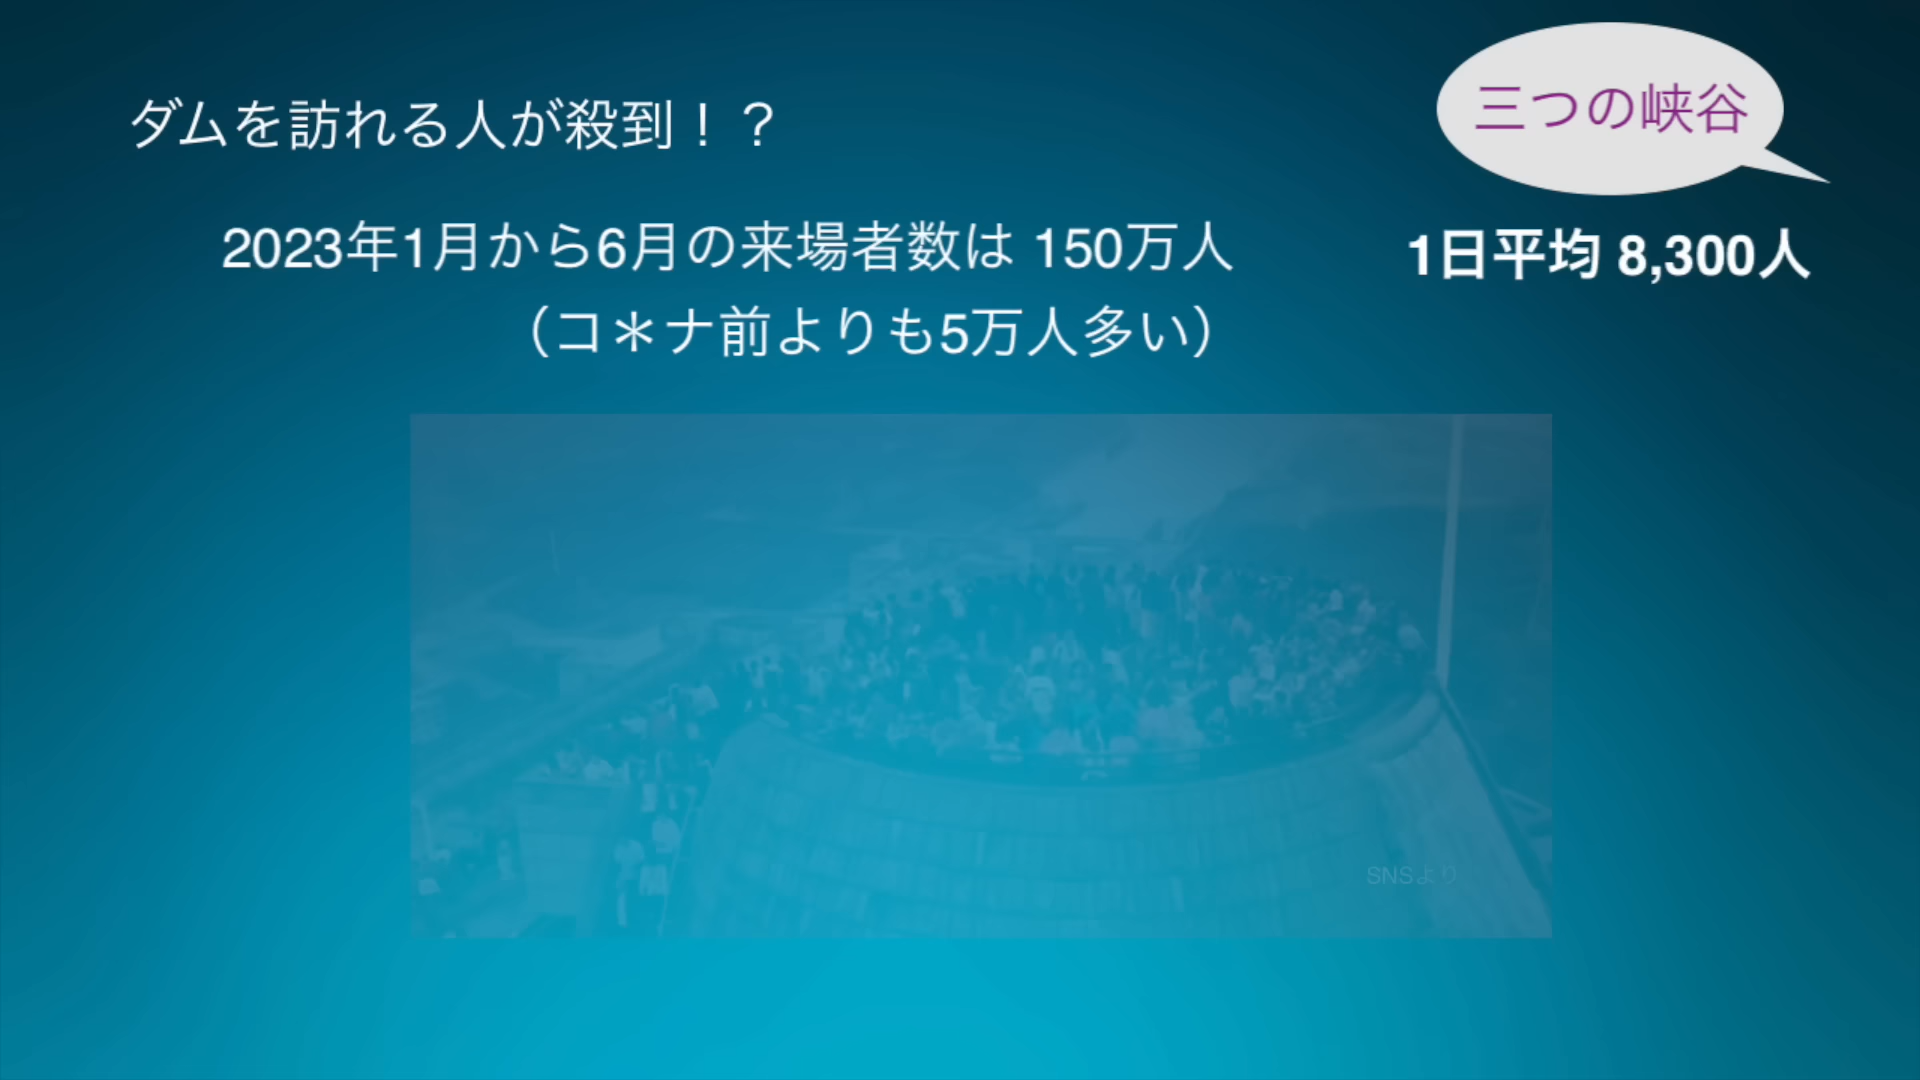 三つの峡谷
ダムを訪れる人が殺到！？
2023年1月から6月の来場者数は 150万人
1日平均 8,300人
（コ＊ナ前よりも5万人多い）
SNSより